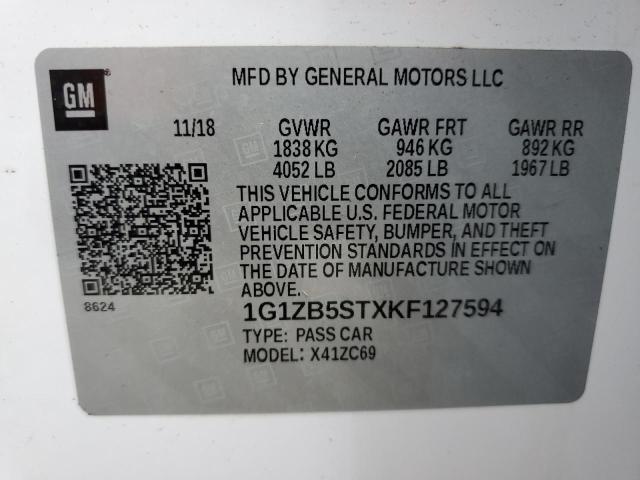 GM
MFD BY GENERAL MOTORS LLC
11/18 GVWR GAWR FRT GAWR RR
1838 KG 946 KG 892 KG
4052 LB 2085 LB 1967 LB
THIS VEHICLE CONFORMS TO ALL
APPLICABLE U.S. FEDERAL MOTOR
VEHICLE SAFETY, BUMPER, AND THEFT
PREVENTION STANDARDS IN EFFECT ON
THE DATE OF MANUFACTURE SHOWN ABOVE.
8624
1G1ZB5STXKF127594
TYPE: PASS CAR
MODEL: X41ZC69